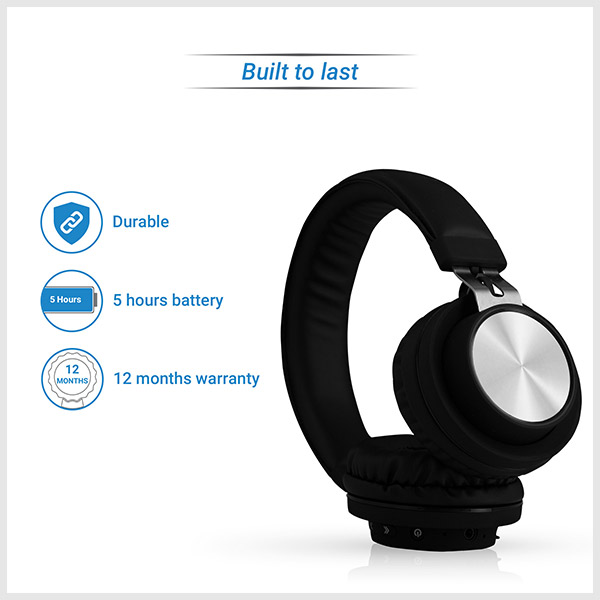 Built to last
Durable
5 Hours
5 hours battery
12
MONTHS
12 months warranty